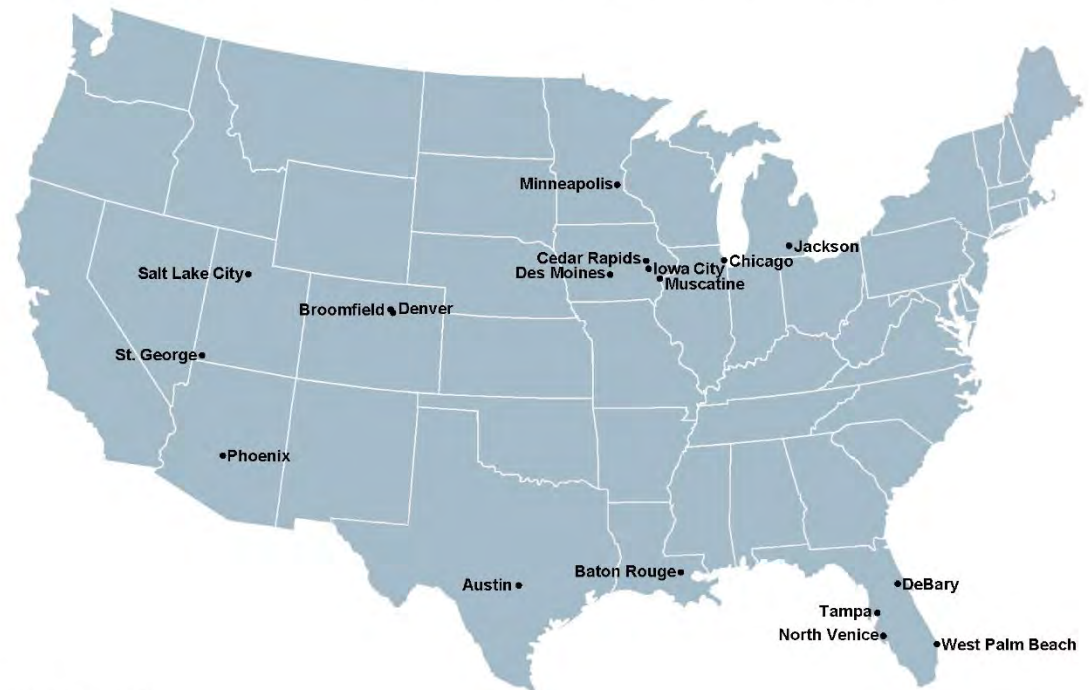 Minneapolis
Jackson
Cedar Rapids
Chicago
Iowa City
Des Moines
Muscatine
Salt Lake City
Broomfield
Denver
St. George
Phoenix
Baton Rouge
Austin
DeBary
Tampa
North Venice
West Palm Beach